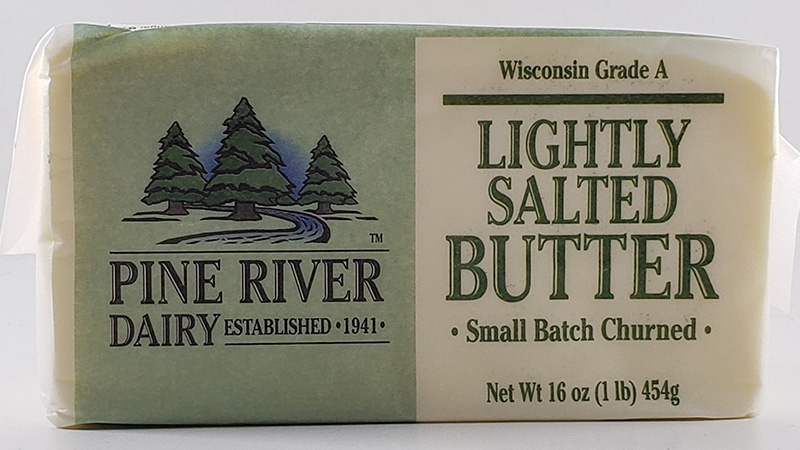 PINE RIVER
DAIRY ESTABLISHED •1941•
TM
Wisconsin Grade A
LIGHTLY
SALTED
BUTTER
• Small Batch Churned •
Net Wt 16 oz (1 lb) 454g